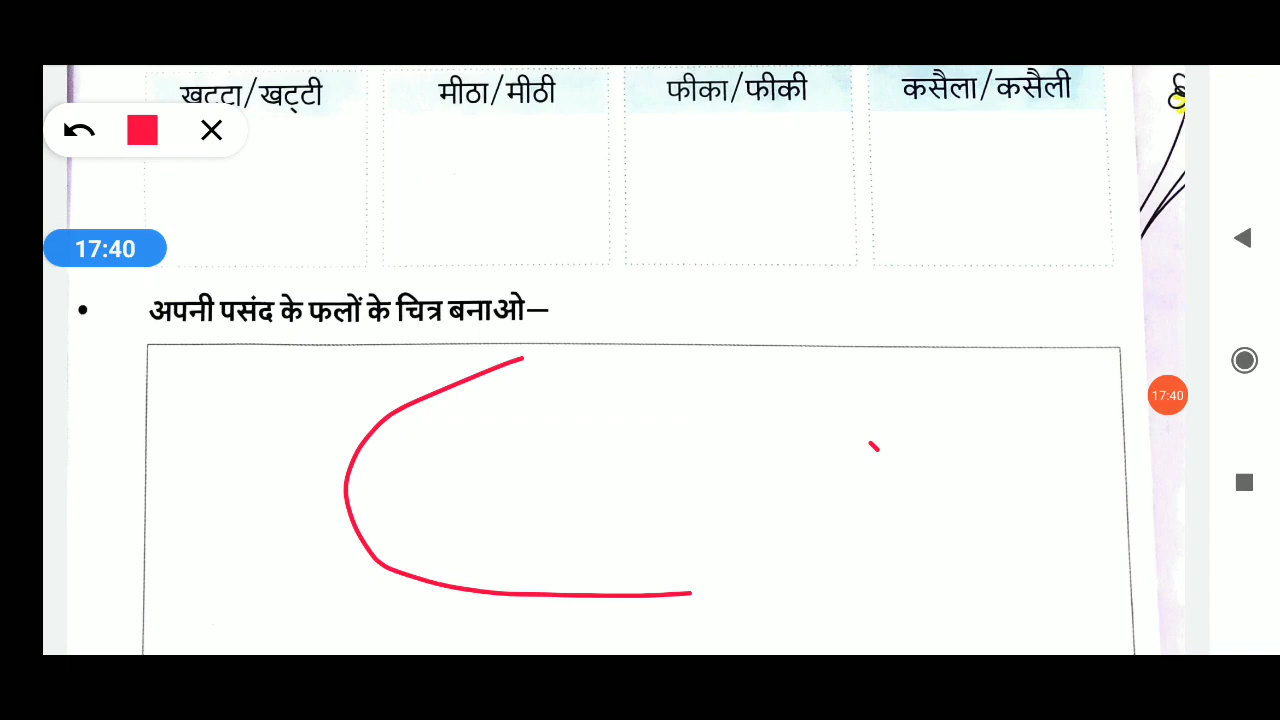 खट्टा/खट्टी मीठा/मीठी फीका/फीकी कसैला/कसैली
17:40
• अपनी पसंद के फलों के चित्र बनाओ—
17:40